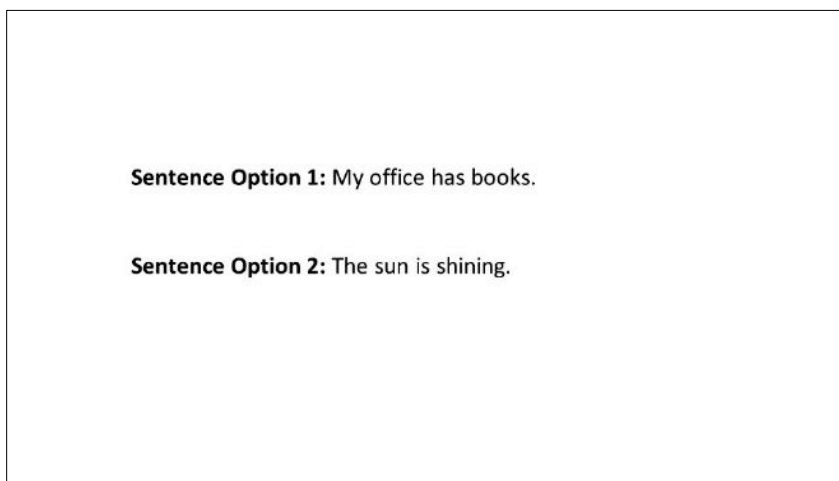 Sentence Option 1: My office has books.
Sentence Option 2: The sun is shining.